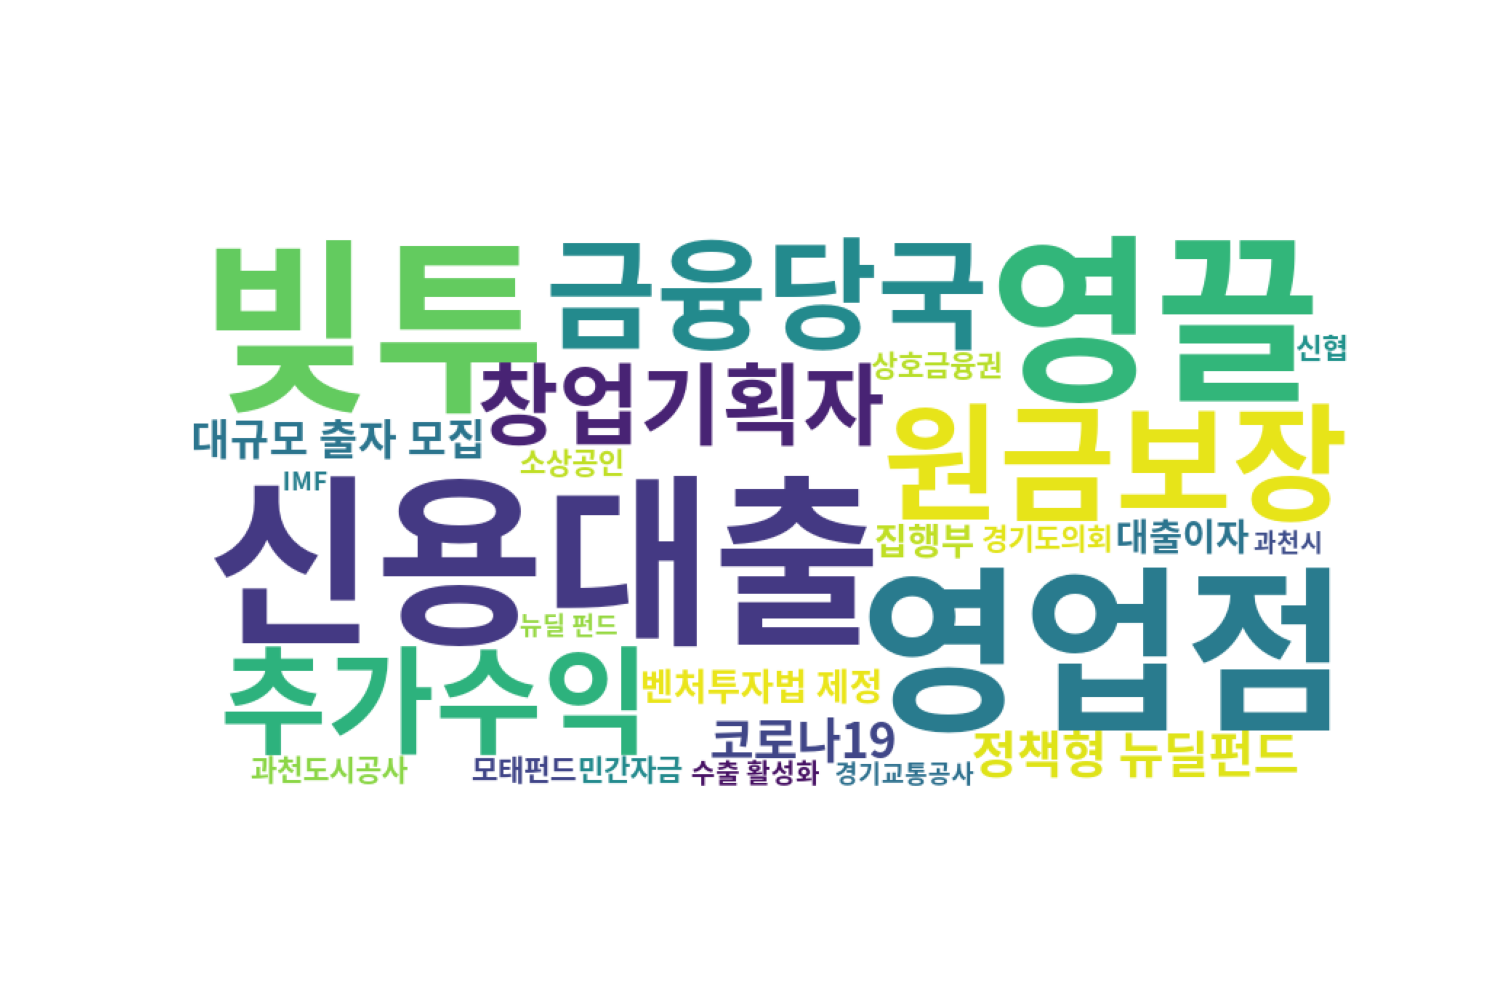 빚투
금융당국
영끌
신협
상호금융권
창업기획자
대규모 출자 모집
원금보장
소상공인
IMF
신용대출
집행부
경기도의회
대출이자
과천시
영업점
뉴딜 펀드
추가수익
벤처투자법 제정
코로나19
정책형 뉴딜펀드
과천도시공사
모태펀드
민간자금
수출 활성화
경기교통공사